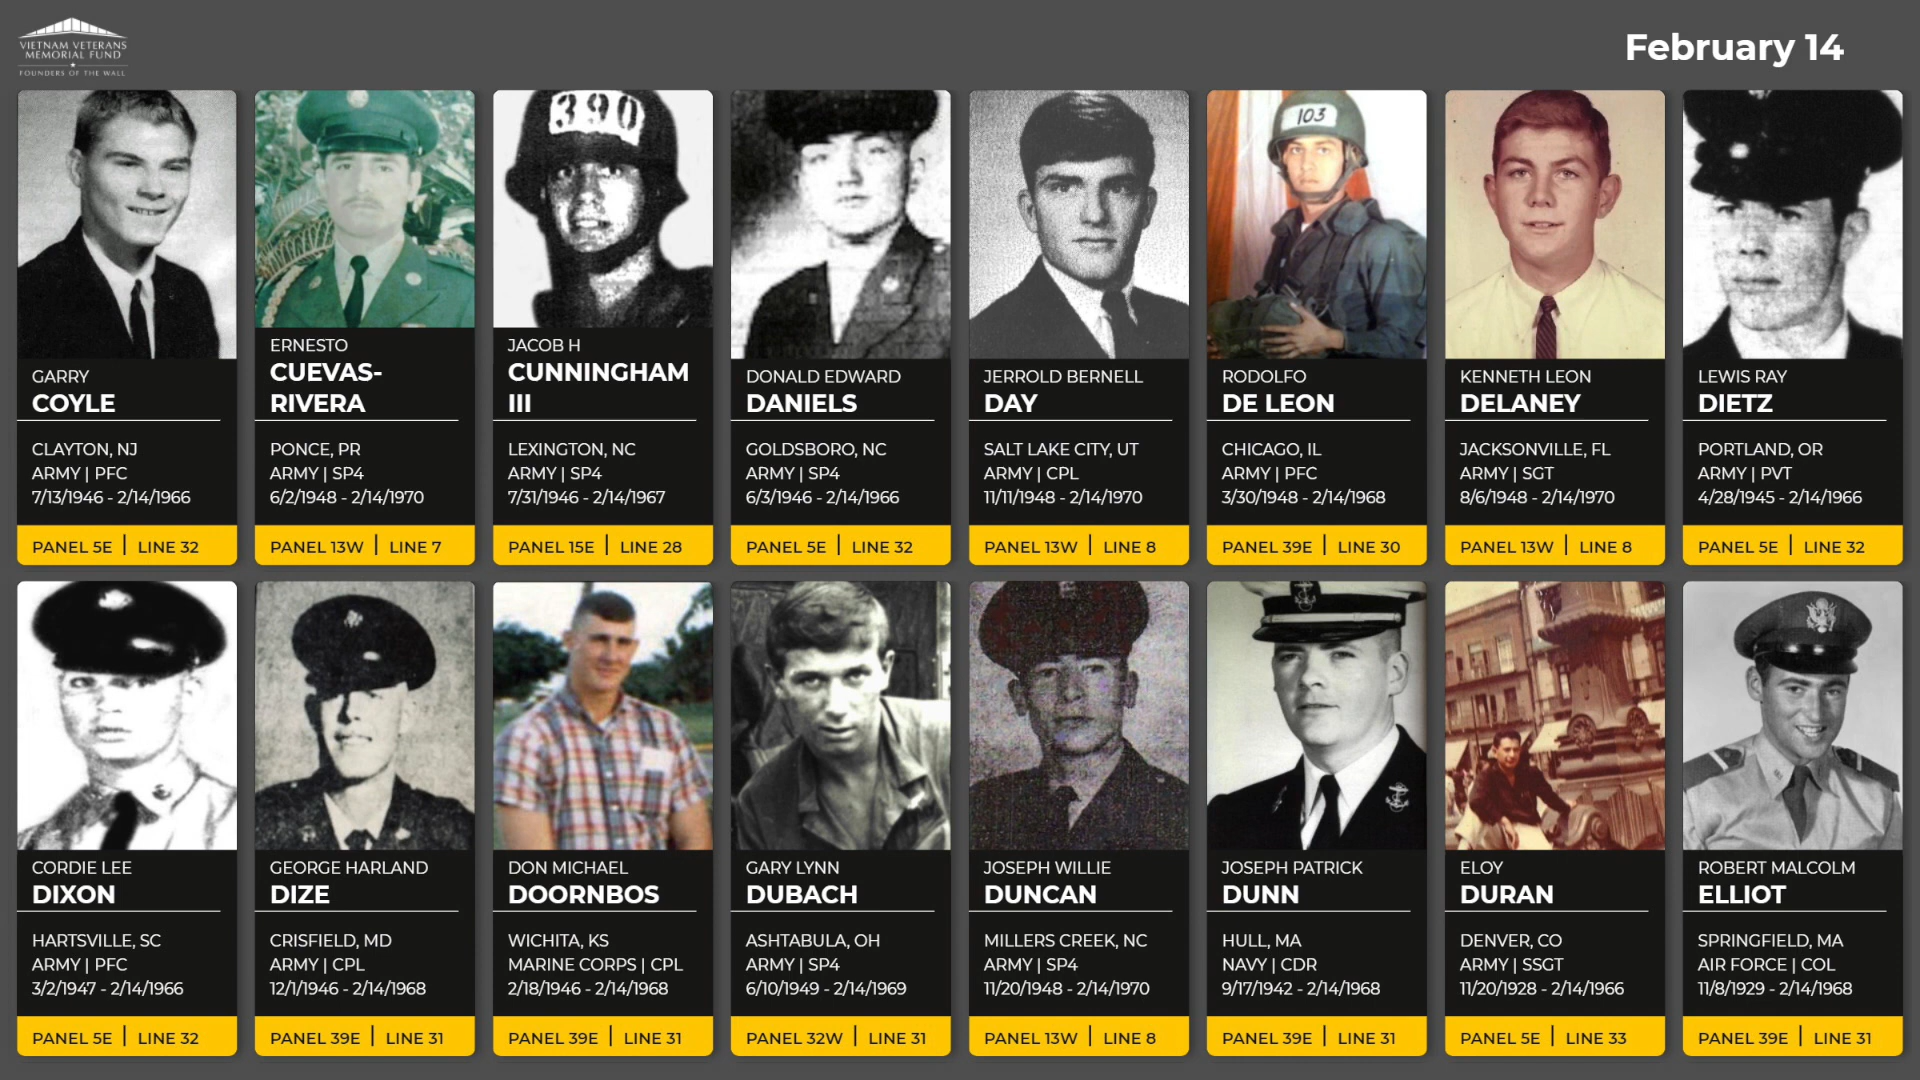 VIETNAM VETERANS
MEMORIAL FUND
FOUNDERS OF THE WALL
February 14
390
103
GARRY
COYLE
CLAYTON, NJ
ARMY | PFC
7/13/1946 - 2/14/1966
PANEL 5E | LINE 32
ERNESTO
CUEVAS-
RIVERA
PONCE, PR
ARMY | SP4
6/2/1948 - 2/14/1970
PANEL 13W | LINE 7
JACOB H
CUNNINGHAM
III
LEXINGTON, NC
ARMY | SP4
7/31/1946 - 2/14/1967
PANEL 15E | LINE 28
DONALD EDWARD
DANIELS
GOLDSBORO, NC
ARMY | SP4
6/3/1946 - 2/14/1966
PANEL 5E | LINE 32
JERROLD BERNELL
DAY
SALT LAKE CITY, UT
ARMY | CPL
11/11/1948 - 2/14/1970
PANEL 13W | LINE 8
RODOLFO
DE LEON
CHICAGO, IL
ARMY | PFC
3/30/1948 - 2/14/1968
PANEL 39E | LINE 30
KENNETH LEON
DELANEY
JACKSONVILLE, FL
ARMY | SGT
8/6/1948 - 2/14/1970
PANEL 13W | LINE 8
LEWIS RAY
DIETZ
PORTLAND, OR
ARMY | PVT
4/28/1945 - 2/14/1966
PANEL 5E | LINE 32
CORDIE LEE
DIXON
HARTSVILLE, SC
ARMY | PFC
3/2/1947 - 2/14/1966
PANEL 5E | LINE 32
GEORGE HARLAND
DIZE
CRISFIELD, MD
ARMY | CPL
12/1/1946 - 2/14/1968
PANEL 39E | LINE 31
DON MICHAEL
DOORNBOS
WICHITA, KS
MARINE CORPS | CPL
2/18/1946 - 2/14/1968
PANEL 39E | LINE 31
GARY LYNN
DUBACH
ASHTABULA, OH
ARMY | SP4
6/10/1949 - 2/14/1969
PANEL 32W | LINE 31
JOSEPH WILLIE
DUNCAN
MILLERS CREEK, NC
ARMY | SP4
11/20/1948 - 2/14/1970
PANEL 13W | LINE 8
JOSEPH PATRICK
DUNN
HULL, MA
NAVY | CDR
9/17/1942 - 2/14/1968
PANEL 39E | LINE 31
ELOY
DURAN
DENVER, CO
ARMY | SSGT
11/20/1928 - 2/14/1966
PANEL 5E | LINE 33
ROBERT MALCOLM
ELLIOT
SPRINGFIELD, MA
AIR FORCE | COL
11/8/1929 - 2/14/1968
PANEL 39E | LINE 31